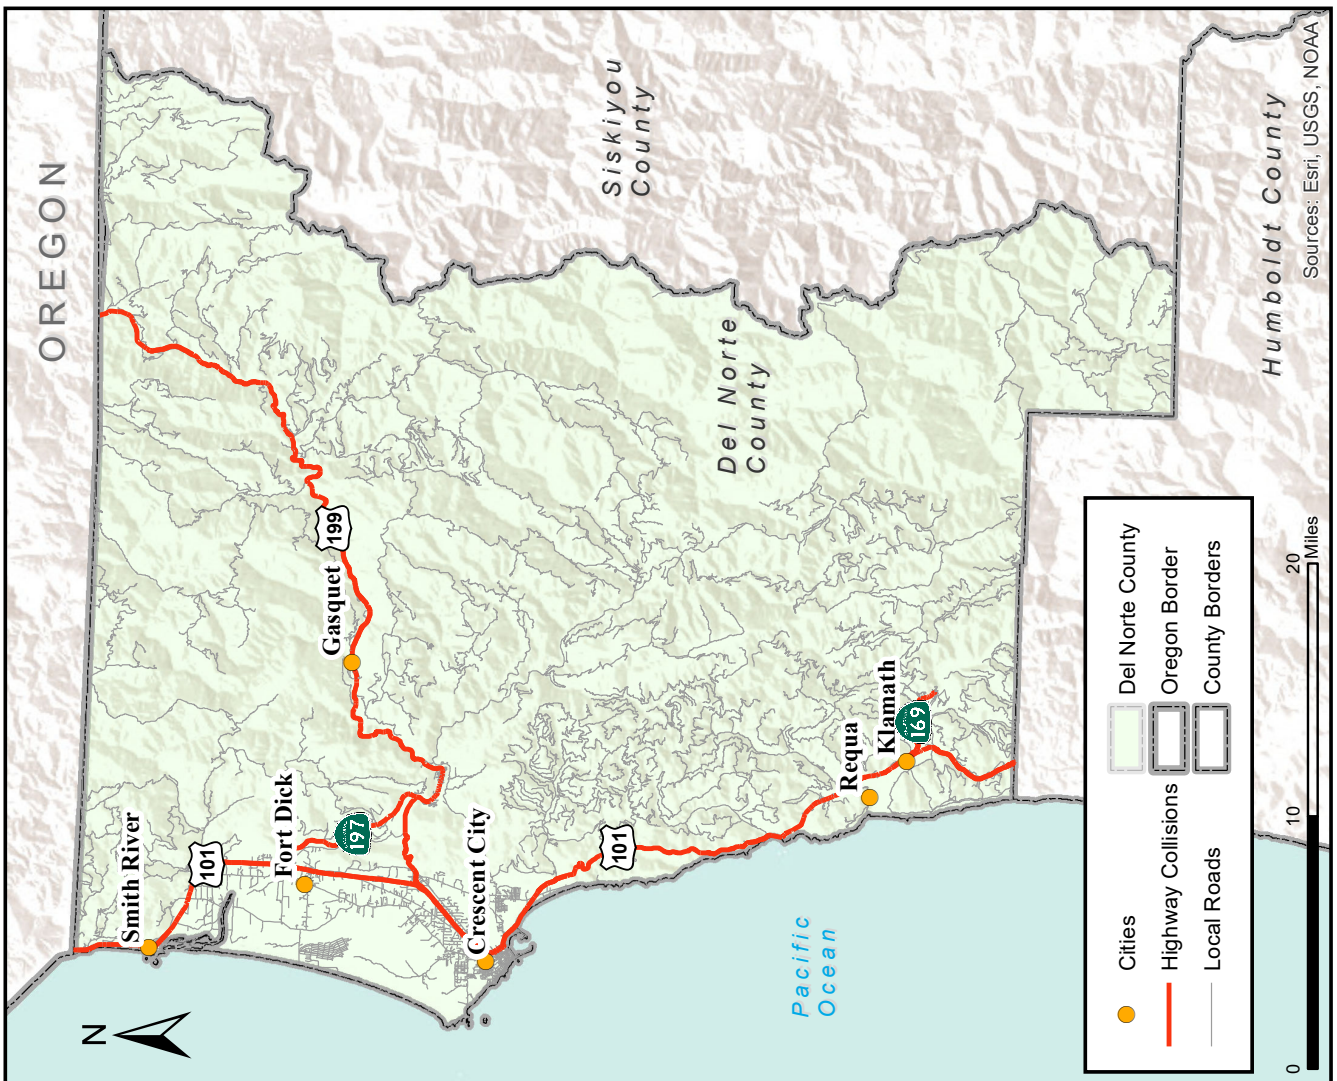 OREGON
Siskiyou
County
Smith River
101
Fort Dick
197
199
Gasquet
Crescent City
Del Norte
County
101
Requa
Klamath
169
Pacific
Ocean
Humboldt County
N
Cities
Highway Collisions
Local Roads
Del Norte County
Oregon Border
County Borders
0
10
20
Miles
Sources: Esri, USGS, NOAA